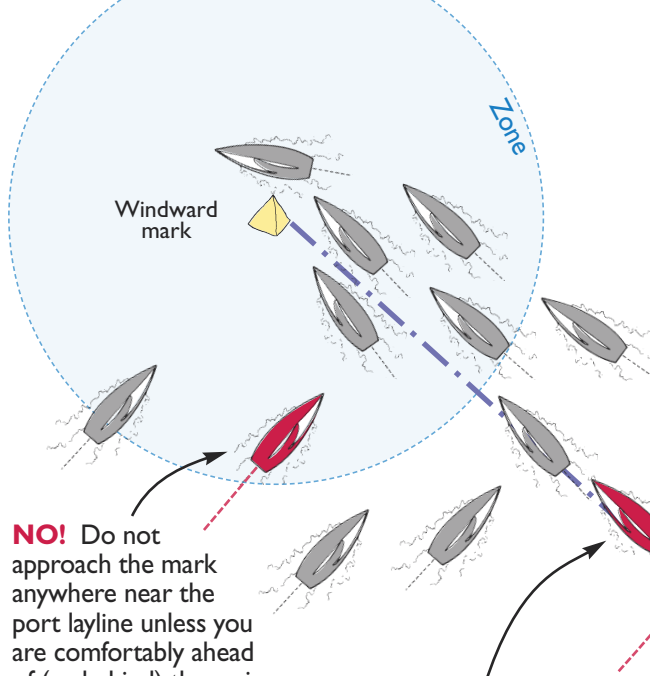 Zone
Windward
mark
NO! Do not
approach the mark
anywhere near the
port layline unless you
are comfortably ahead